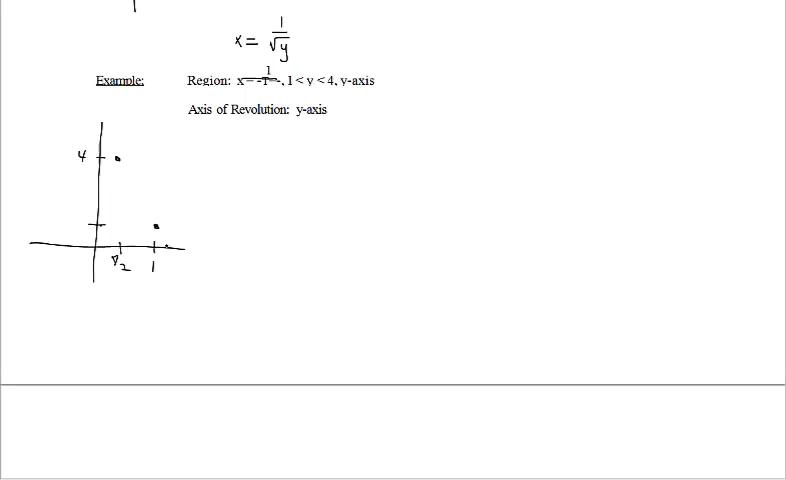 x = 1/√y
Example: Region: x = 1, 1 < y < 4, y-axis
Axis of Revolution: y-axis
4
1/2 1